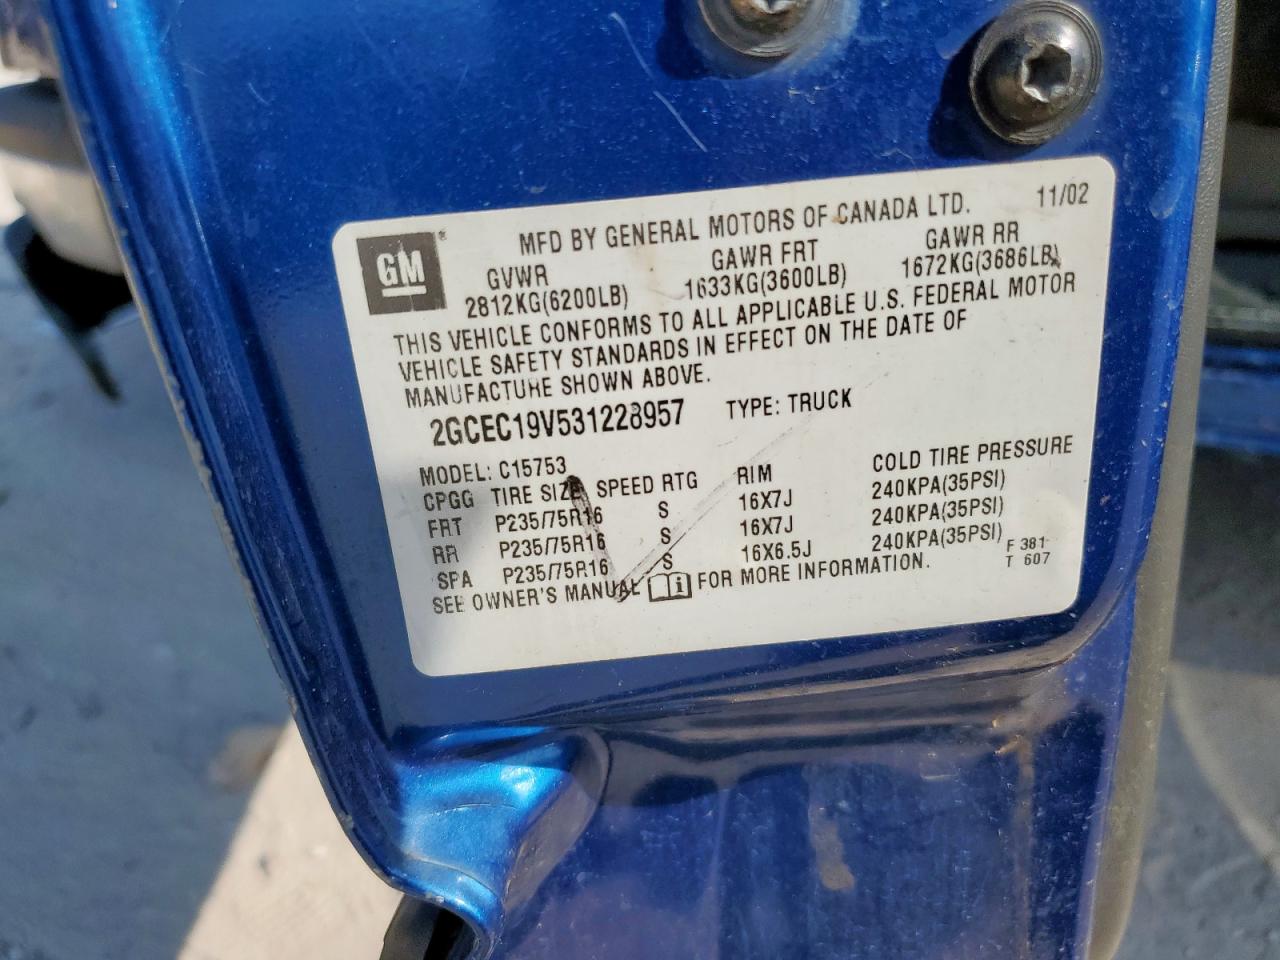 GM
MFD BY GENERAL MOTORS OF CANADA LTD. 11/02
GVWR GAWR FRT GAWR RR
2812KG(6200LB) 1633KG(3600LB) 1672KG(3686LB)
THIS VEHICLE CONFORMS TO ALL APPLICABLE U.S. FEDERAL MOTOR
VEHICLE SAFETY STANDARDS IN EFFECT ON THE DATE OF
MANUFACTURE SHOWN ABOVE.
2GCEC19V531228957 TYPE: TRUCK
MODEL: C15753
CPGG TIRE SIZE SPEED RTG RIM COLD TIRE PRESSURE
FRT P235/75R16 S 16X7J 240KPA(35PSI)
RR P235/75R16 S 16X7J 240KPA(35PSI)
SPA P235/75R16 S 16X6.5J 240KPA(35PSI)
SEE OWNER'S MANUAL FOR MORE INFORMATION.
F 381
T 607